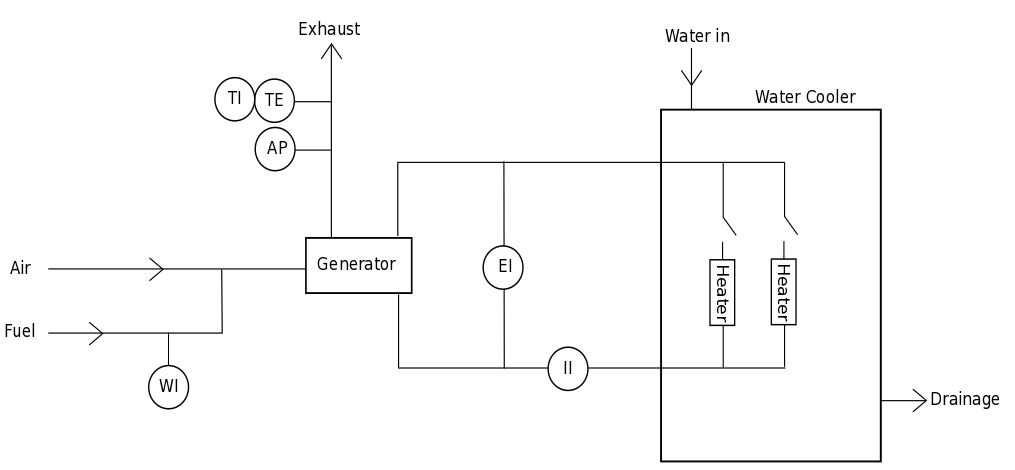 Exhaust
Water in
TI
TE
Water Cooler
AP
Air
Generator
EI
Heater
Heater
Fuel
WI
II
Drainage